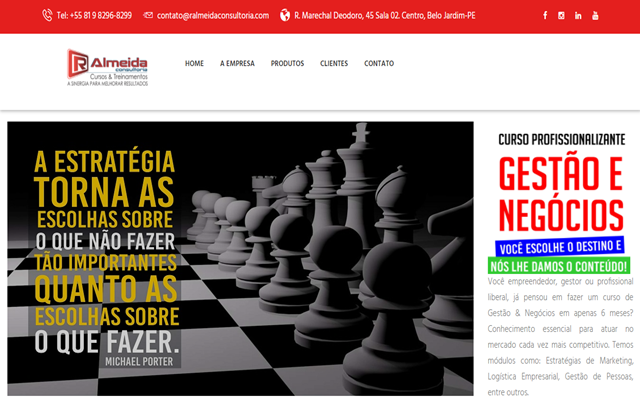 Tel: +55 81 9 8296-8299
contato@ralmeidaconsultoria.com
R. Marechal Deodoro, 45 Sala 02. Centro, Belo Jardim-PE
R Almeida
consultoria
Cursos & Treinamentos
A SINERGIA PARA MELHORAR RESULTADOS
HOME
A EMPRESA
PRODUTOS
CLIENTES
CONTATO
A ESTRATÉGIA
TORNA AS
ESCOLHAS SOBRE
O QUE NÃO FAZER
TÃO IMPORTANTES
QUANTO AS
ESCOLHAS SOBRE
O QUE FAZER.
MICHAEL PORTER
CURSO PROFISSIONALIZANTE
GESTÃO E
NEGÓCIOS
VOCÊ ESCOLHE O DESTINO E
NÓS LHE DAMOS O CONTEÚDO!
Você empreendedor, gestor ou profissional
liberal, já pensou em fazer um curso de
Gestão & Negócios em apenas 6 meses?
Conhecimento essencial para atuar no
mercado cada vez mais competitivo. Temos
módulos como: Estratégias de Marketing,
Logística Empresarial, Gestão de Pessoas,
entre outros.